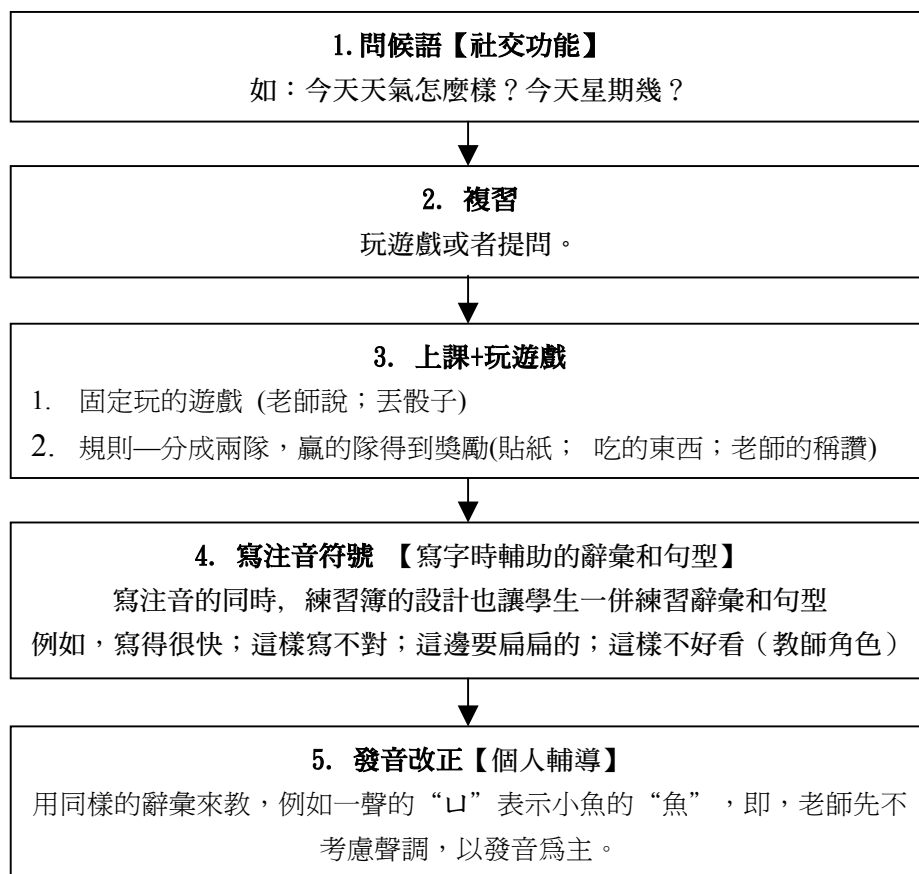 1.問候語【社交功能】
如：今天天氣怎麼樣？今天星期幾？
2. 複習
玩遊戲或者提問。
3. 上課+玩遊戲
1. 固定玩的遊戲 (老師說；丟骰子)
2. 規則—分成兩隊，贏的隊得到獎勵(貼紙； 吃的東西；老師的稱讚)
4. 寫注音符號 【寫字時輔助的辭彙和句型】
寫注音的同時, 練習簿的設計也讓學生一併練習辭彙和句型
例如，寫得很快；這樣寫不對；這邊要扁扁的；這樣不好看（教師角色）
5. 發音改正【個人輔導】
用同樣的辭彙來教，例如一聲的“ㄩ”表示小魚的“魚”，即，老師先不
考慮聲調，以發音爲主。